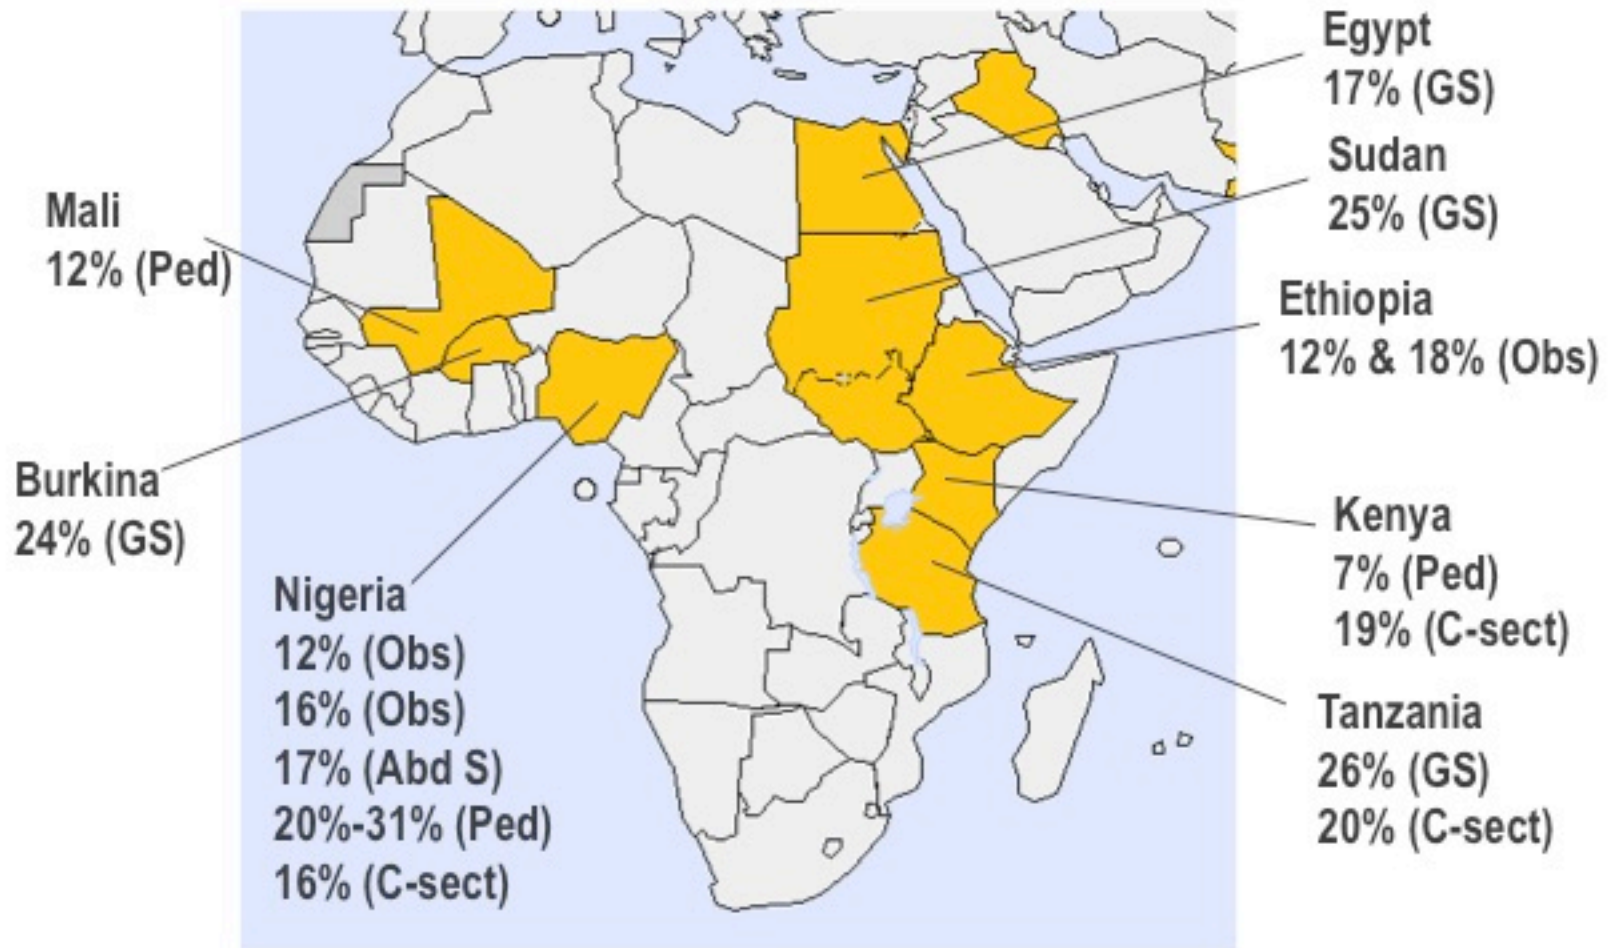 Egypt
17% (GS)
Sudan
25% (GS)
Mali
12% (Ped)
Ethiopia
12% & 18% (Obs)
Burkina
24% (GS)
Kenya
7% (Ped)
19% (C-sect)
Nigeria
12% (Obs)
16% (Obs)
17% (Abd S)
20%-31% (Ped)
16% (C-sect)
Tanzania
26% (GS)
20% (C-sect)